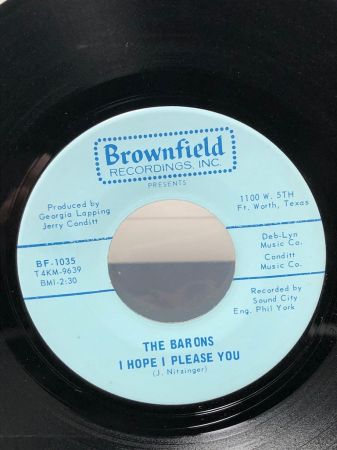 Brownfield
RECORDINGS, INC.
PRESENTS
Produced by
Georgia Lapping
Jerry Conditt
1100 W. 5TH
Ft. Worth, Texas
BF-1035
T4KM-9639
BMI-2:30
Deb-Lyn
Music Co.
Conditt
Music Co.
Recorded by
Sound City
Eng. Phil York
THE BARONS
I HOPE I PLEASE YOU
(J. Nitzinger)